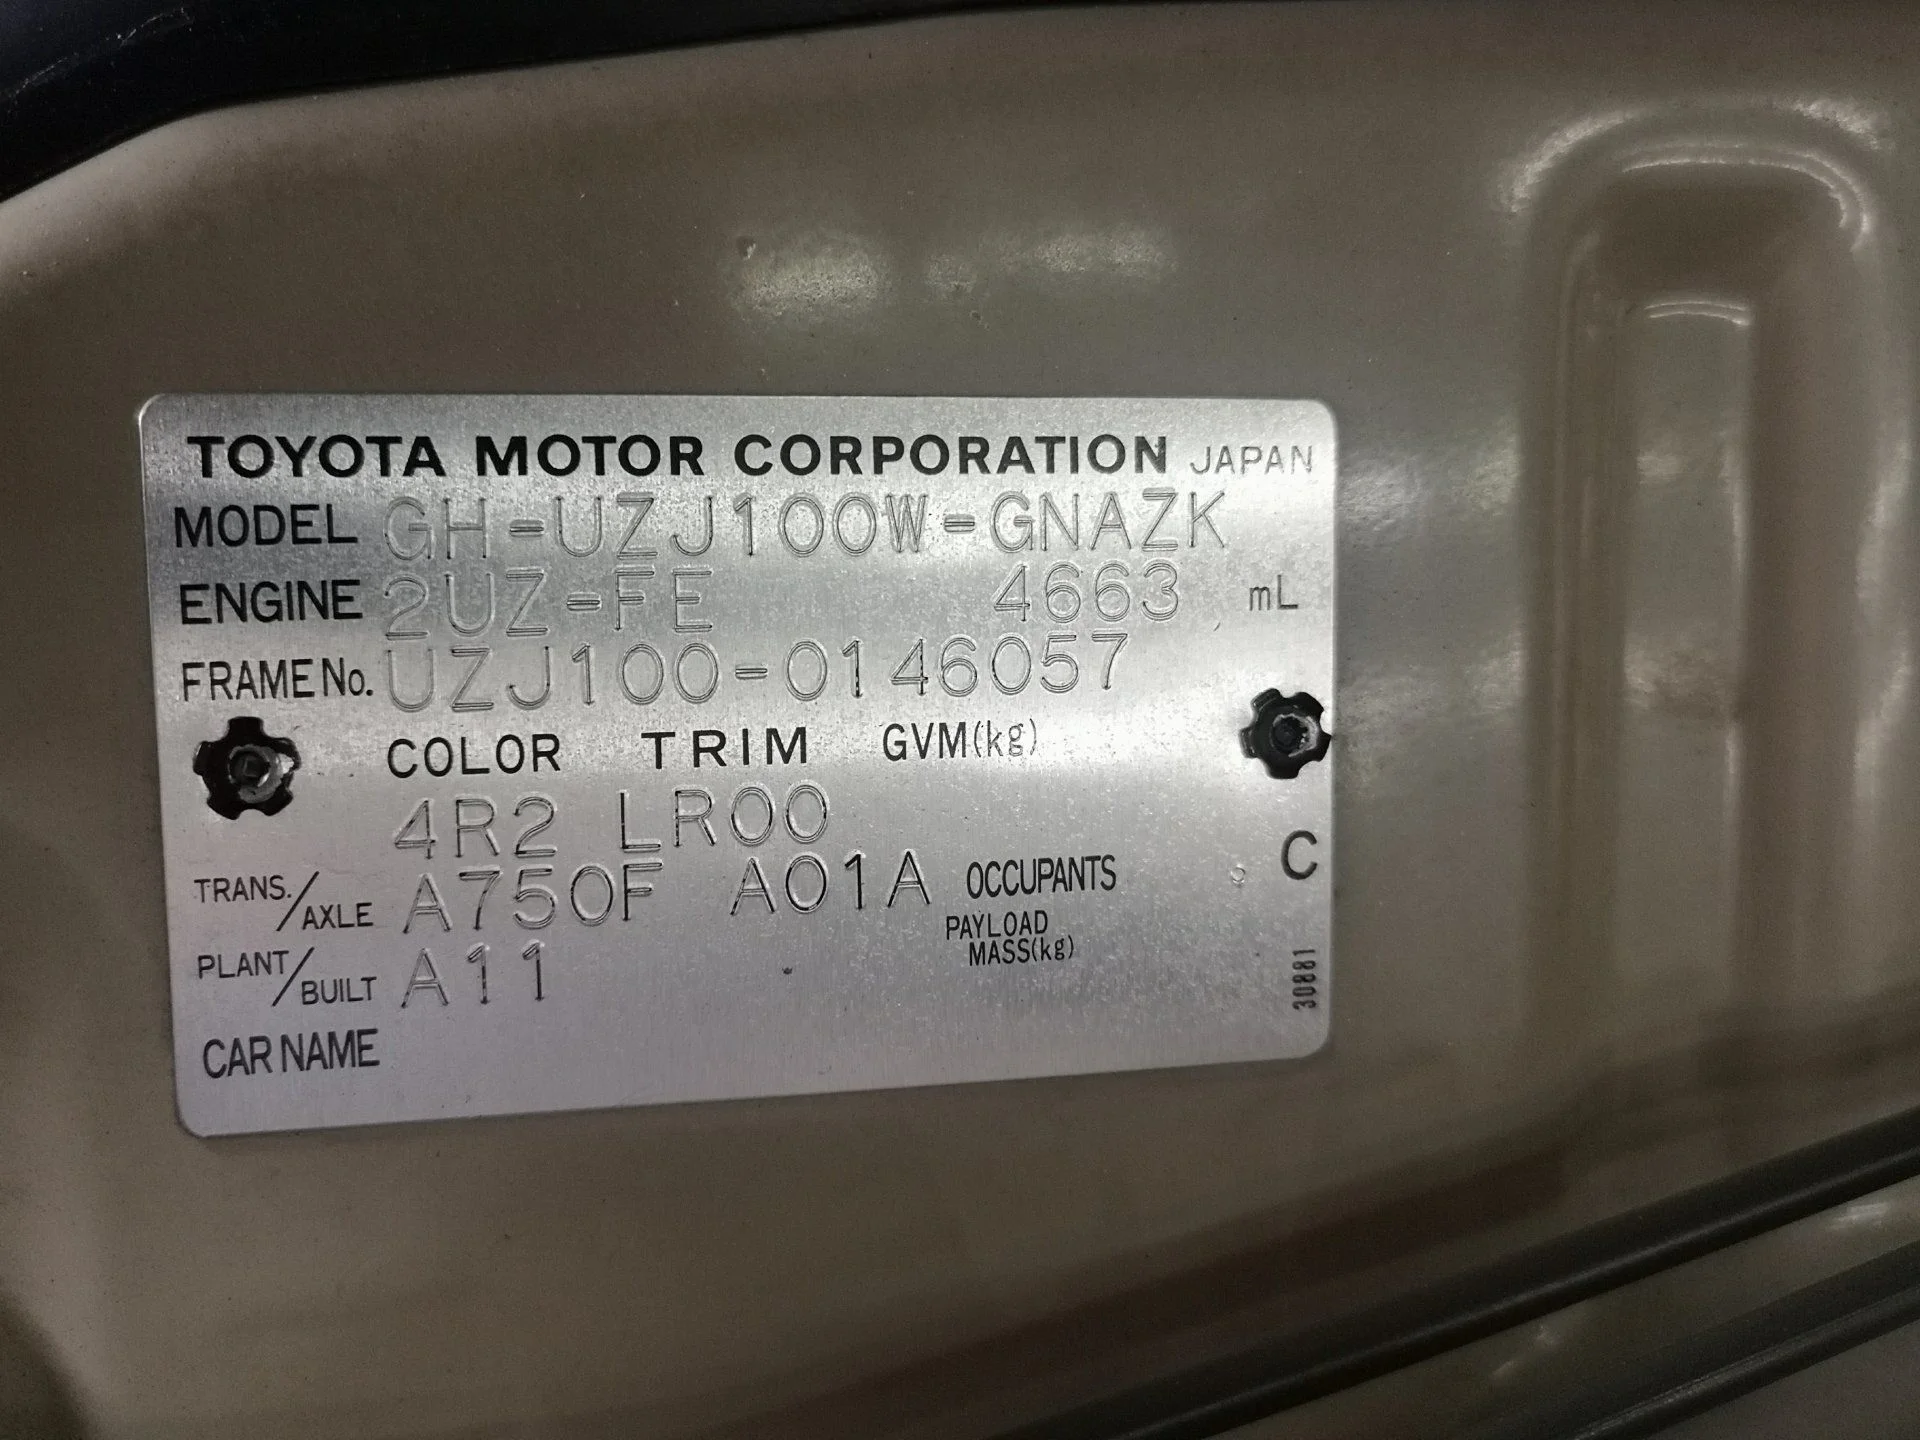 TOYOTA MOTOR CORPORATION JAPAN
MODEL GH-UZJ100W-GNAZK
ENGINE 2UZ-FE 4663 mL
FRAME No. UZJ100-0146057
COLOR TRIM GVM(kg)
4R2 LR00
TRANS./AXLE A750F A01A OCCUPANTS
C
PAYLOAD MASS(kg)
PLANT/BUILT A11
30881
CAR NAME